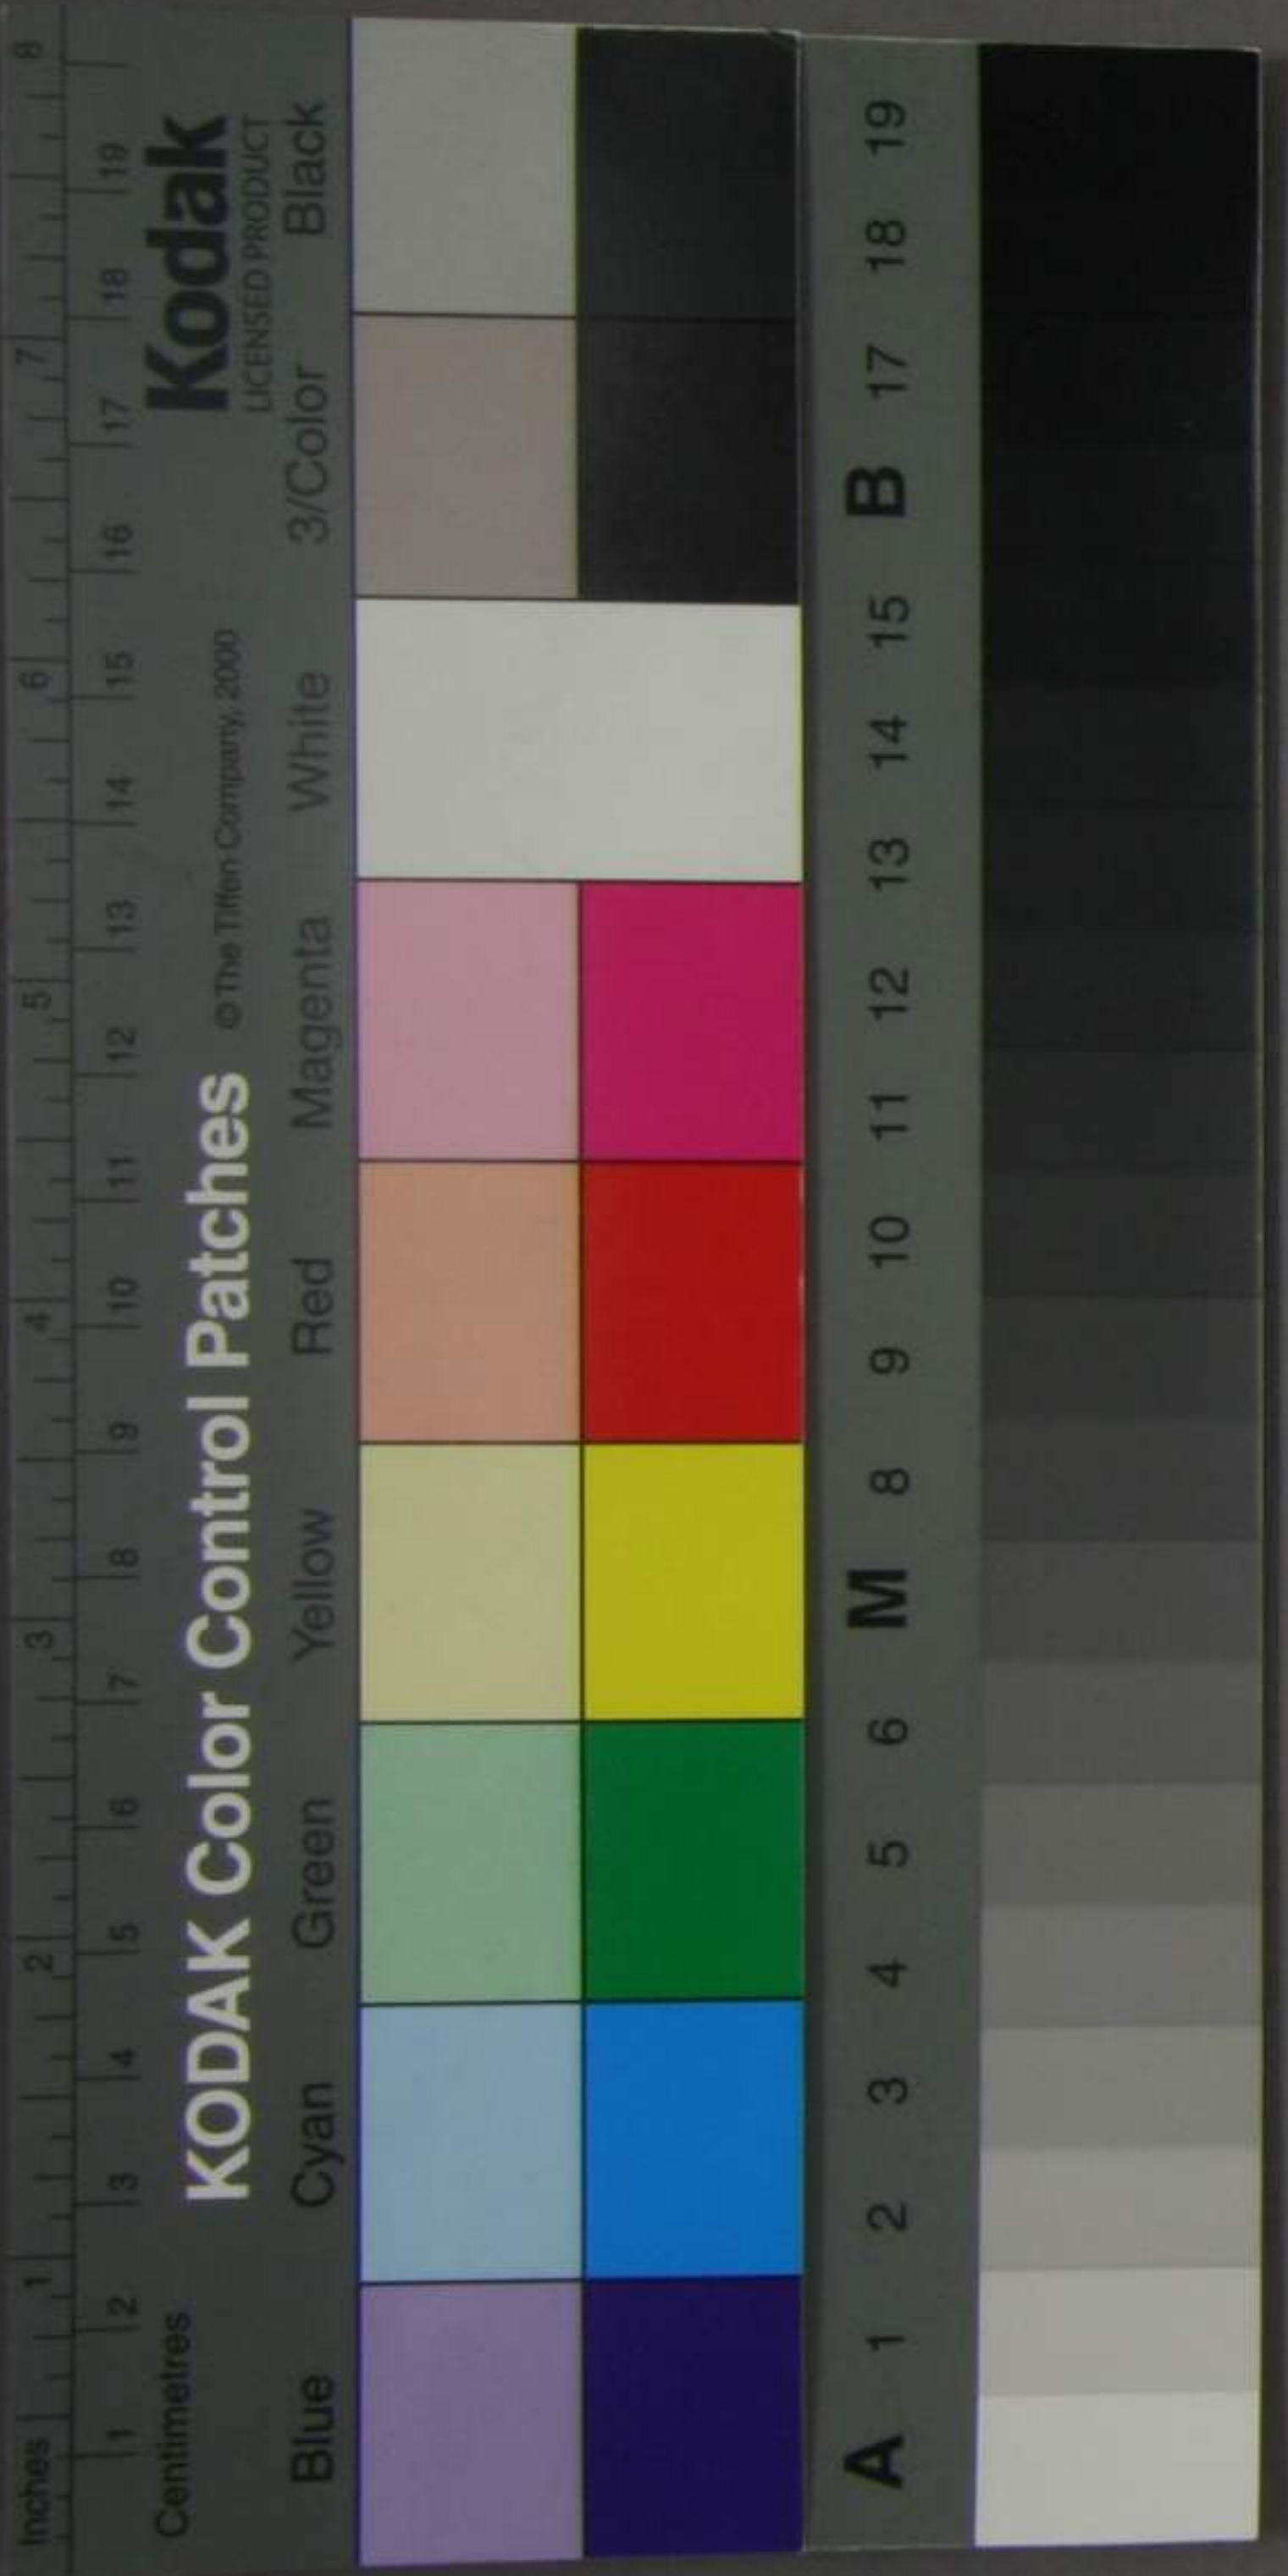 Inches 1 2 3 4 5 6 7 8
Centimetres 1 2 3 4 5 6 7 8 9 10 11 12 13 14 15 16 17 18 19
KODAK Color Control Patches © The Tiffen Company, 2000 Kodak
LICENSED PRODUCT
Blue Cyan Green Yellow Red Magenta White 3/Color Black
A 1 2 3 4 5 6 M 8 9 10 11 12 13 14 15 B 17 18 19